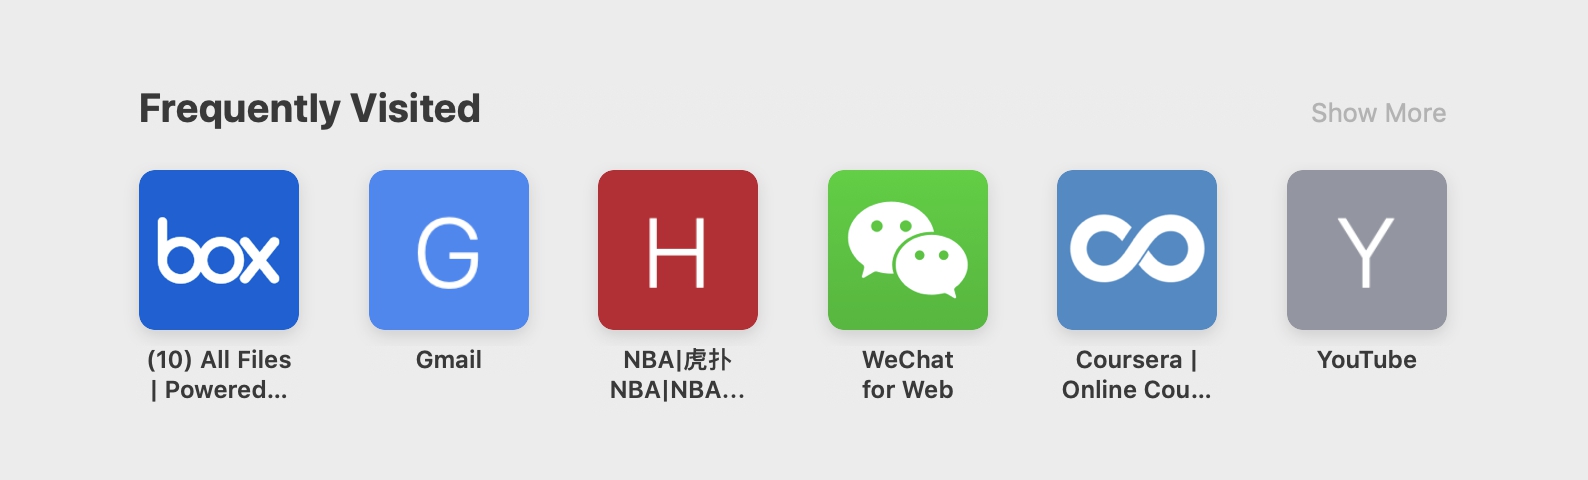 Frequently Visited
Show More
box
G
H
Y
(10) All Files
| Powered...
Gmail
NBA|虎扑
NBA|NBA...
WeChat
for Web
Coursera |
Online Cou...
YouTube